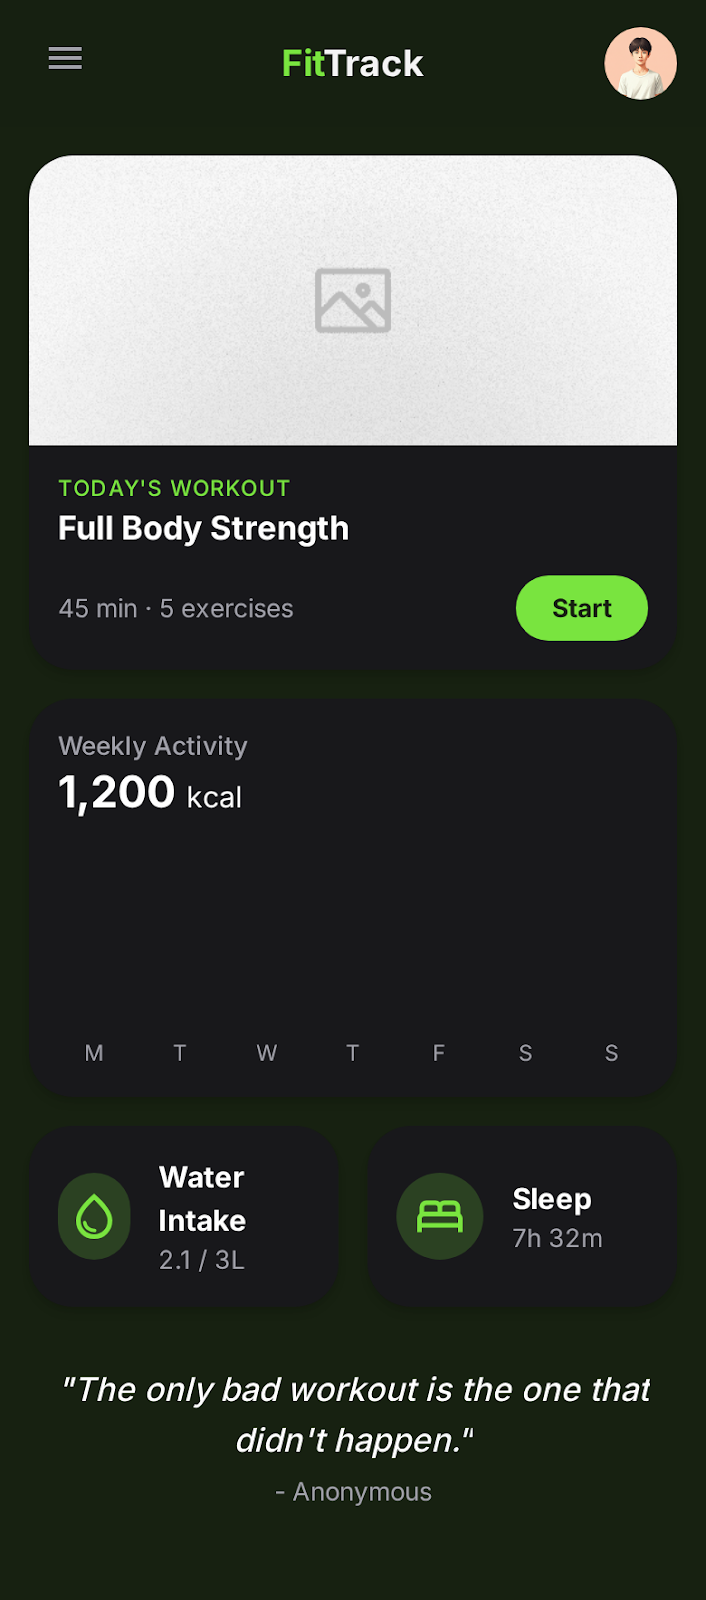 FitTrack
TODAY'S WORKOUT
Full Body Strength
45 min · 5 exercises
Start
Weekly Activity
1,200 kcal
M T W T F S S
Water
Intake
2.1 / 3L
Sleep
7h 32m
"The only bad workout is the one that
didn't happen."
- Anonymous